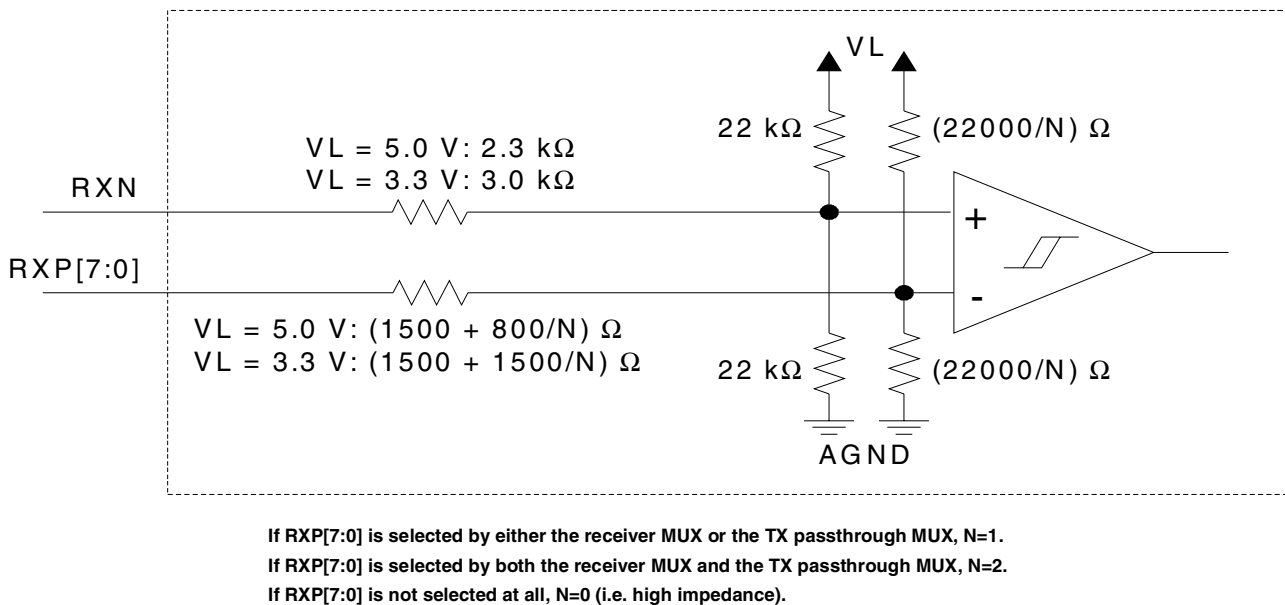 VL
22 kΩ
(22000/N) Ω
VL = 5.0 V: 2.3 kΩ
VL = 3.3 V: 3.0 kΩ
RXN
+
RXP[7:0]
-
VL = 5.0 V: (1500 + 800/N) Ω
VL = 3.3 V: (1500 + 1500/N) Ω
22 kΩ
(22000/N) Ω
AGND
If RXP[7:0] is selected by either the receiver MUX or the TX passthrough MUX, N=1.
If RXP[7:0] is selected by both the receiver MUX and the TX passthrough MUX, N=2.
If RXP[7:0] is not selected at all, N=0 (i.e. high impedance).